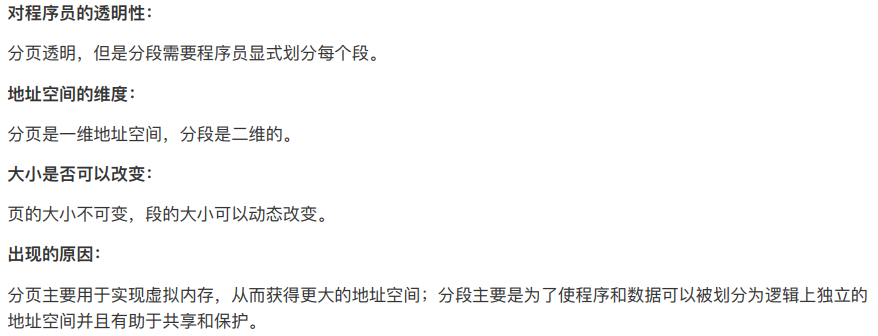 对程序员的透明性：
分页透明，但是分段需要程序员显式划分每个段。
地址空间的维度：
分页是一维地址空间，分段是二维的。
大小是否可以改变：
页的大小不可变，段的大小可以动态改变。
出现的原因：
分页主要用于实现虚拟内存，从而获得更大的地址空间；分段主要是为了使程序和数据可以被划分为逻辑上独立的
地址空间并且有助于共享和保护。